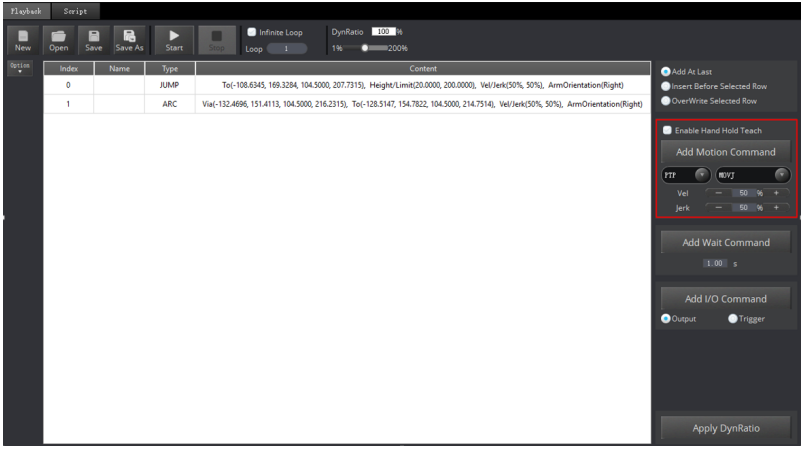 Playback Script
New Open Save Save As Start Stop
Infinite Loop
Loop 1
DynRatio 100 %
1% 200%
Option
Index Name Type Content
0 JUMP To(-108.6345, 169.3284, 104.5000, 207.7315), Height/Limit(20.0000, 200.0000), Vel/Jerk(50%, 50%), ArmOrientation(Right)
1 ARC Via(-132.4696, 151.4113, 104.5000, 216.2315), To(-128.5147, 154.7822, 104.5000, 214.7514), Vel/Jerk(50%, 50%), ArmOrientation(Right)
Add At Last
Insert Before Selected Row
OverWrite Selected Row
Enable Hand Hold Teach
Add Motion Command
PTP MOVJ
Vel — 50 % +
Jerk — 50 % +
Add Wait Command
1.00 s
Add I/O Command
Output Trigger
Apply DynRatio